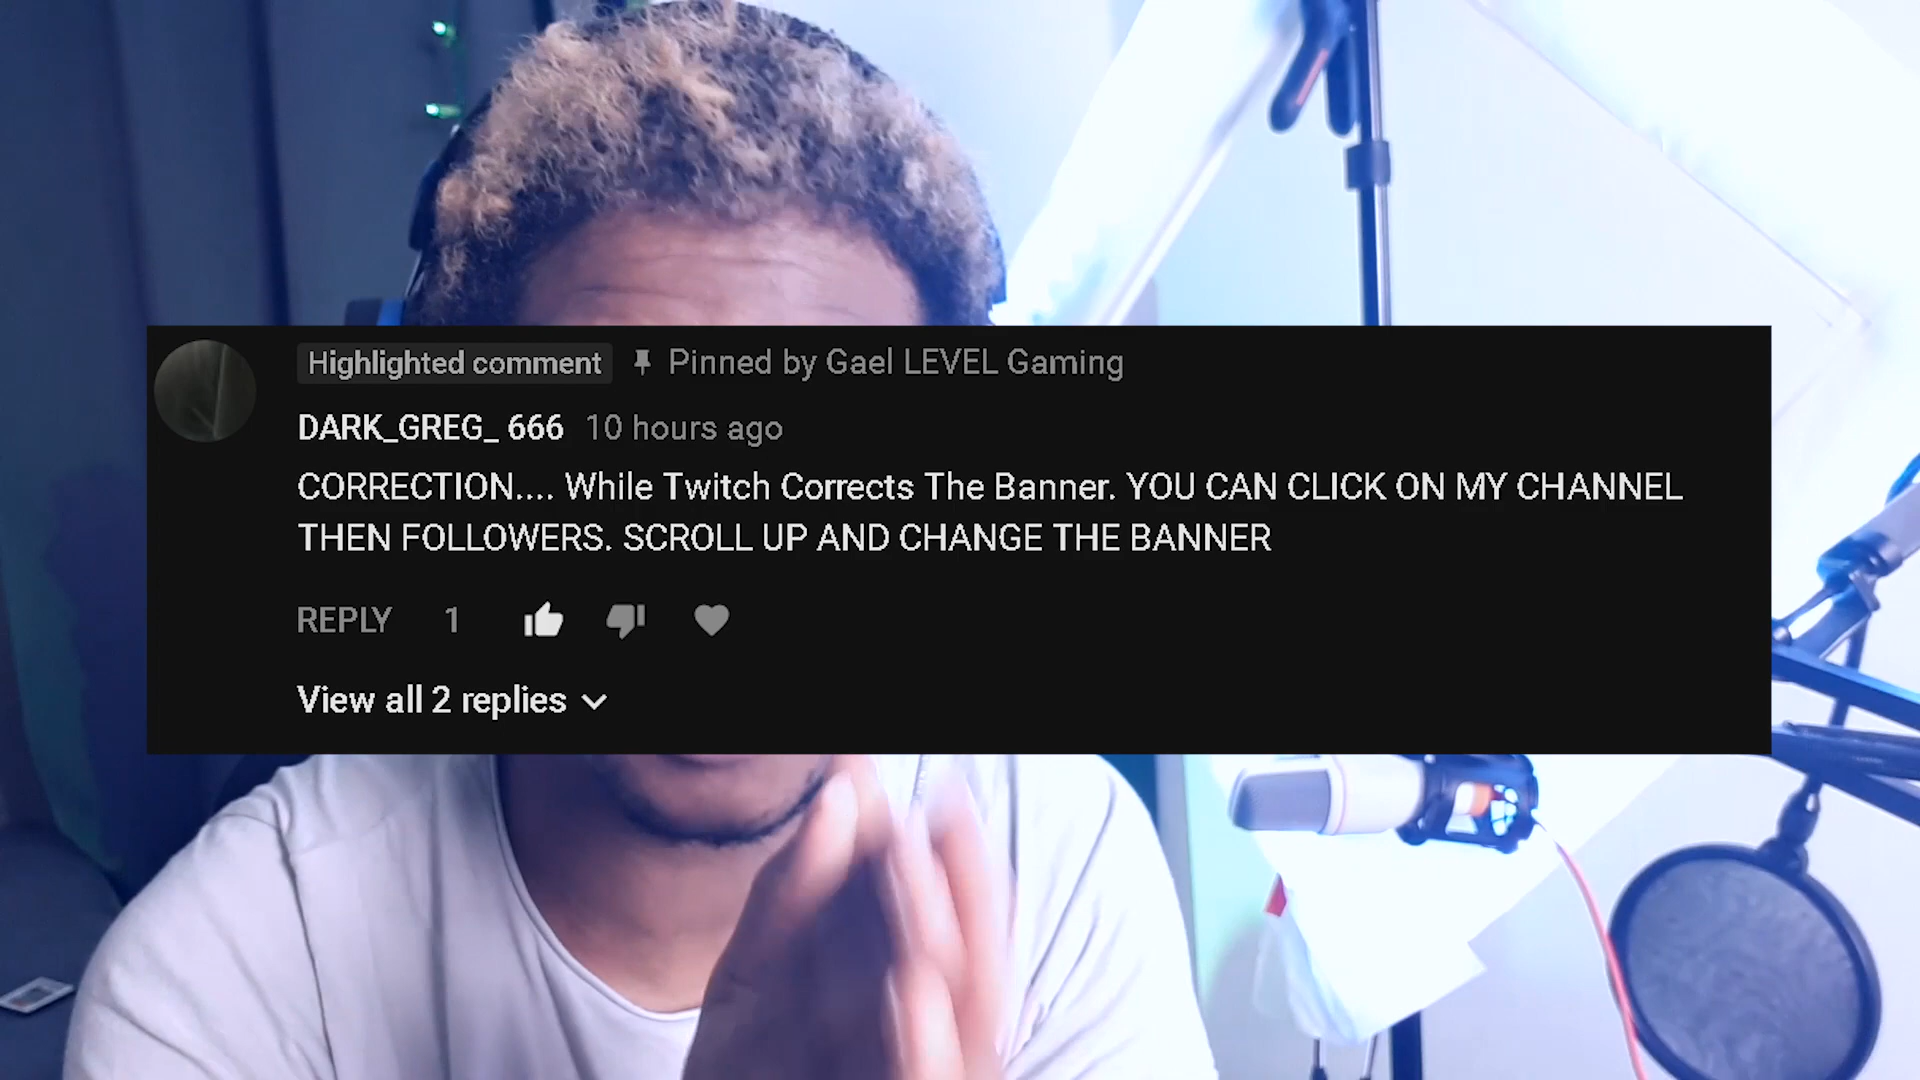 Highlighted comment Pinned by Gael LEVEL Gaming
DARK_GREG_ 666 10 hours ago
CORRECTION.... While Twitch Corrects The Banner. YOU CAN CLICK ON MY CHANNEL
THEN FOLLOWERS. SCROLL UP AND CHANGE THE BANNER
REPLY 1
View all 2 replies